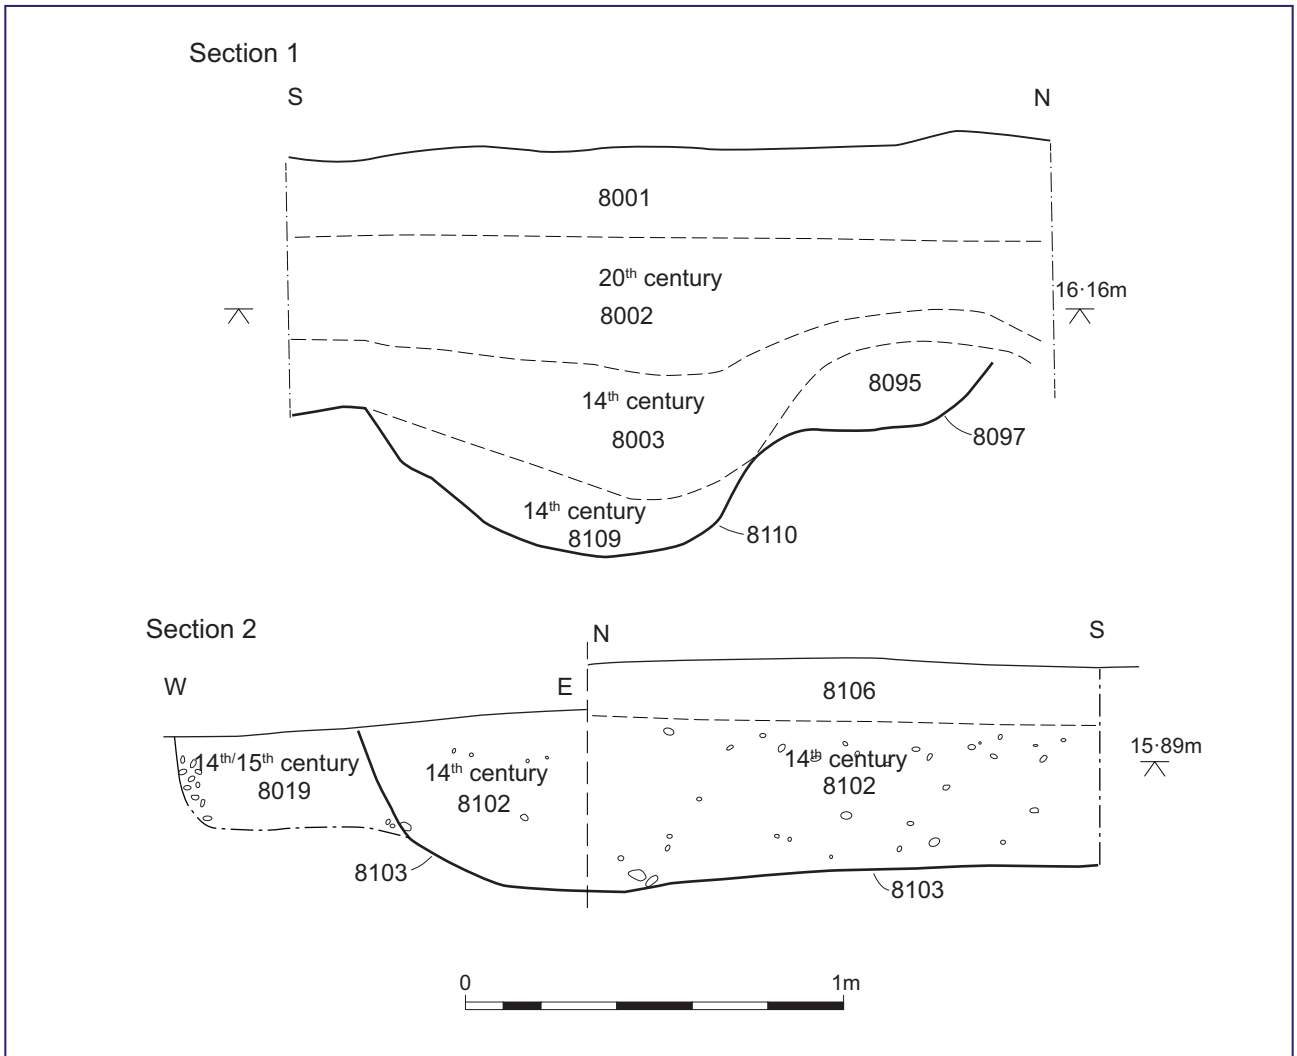 Section 1
S N
8001
20th century
8002
16·16m
14th century
8003
8095
8097
14th century
8109
8110
Section 2
N S
W E
8106
14th/15th century
8019
14th century
8102
14th century
8102
15·89m
8103
8103
0 1m